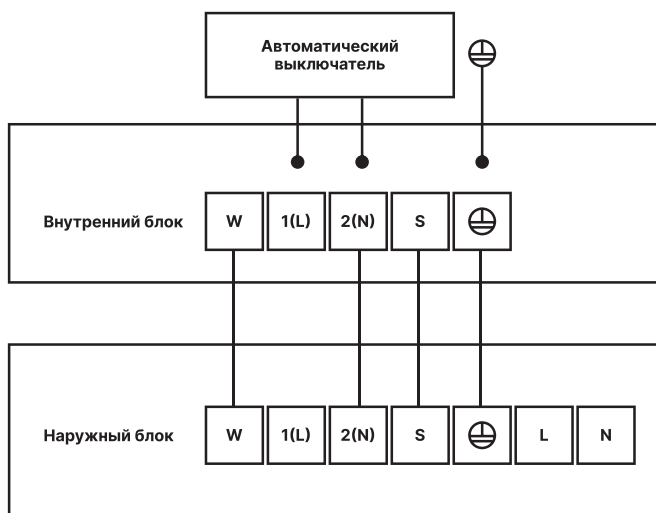 Автоматический
выключатель
Внутренний блок W 1(L) 2(N) S
Наружный блок W 1(L) 2(N) S L N